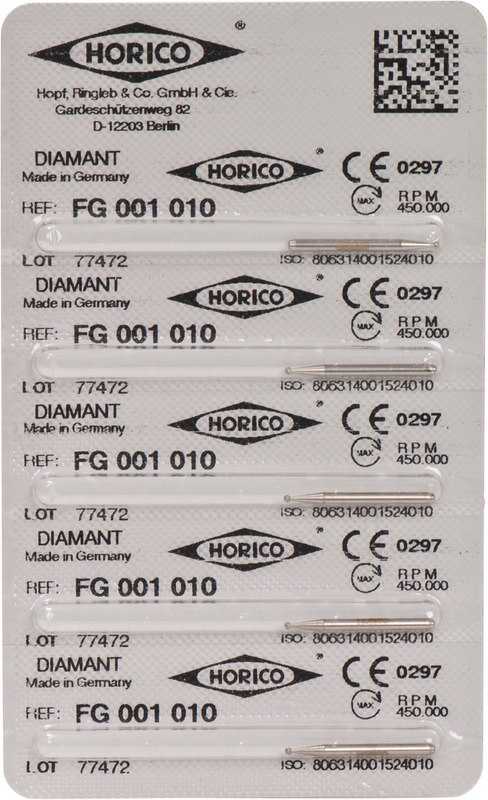 HORICO ®
Hopf, Ringleb & Co. GmbH & Cie.
Gardeschützenweg 82
D-12203 Berlin
DIAMANT HORICO ® CE 0297
Made in Germany
REF: FG 001 010 MAX RPM 450.000
LOT 77472 ISO: 806314001524010
DIAMANT HORICO ® CE 0297
Made in Germany
REF: FG 001 010 MAX RPM 450.000
LOT 77472 ISO: 806314001524010
DIAMANT HORICO ® CE 0297
Made in Germany
REF: FG 001 010 MAX RPM 450.000
LOT 77472 ISO: 806314001524010
DIAMANT HORICO ® CE 0297
Made in Germany
REF: FG 001 010 MAX RPM 450.000
LOT 77472 ISO: 806314001524010
DIAMANT HORICO ® CE 0297
Made in Germany
REF: FG 001 010 MAX RPM 450.000
LOT 77472 ISO: 806314001524010